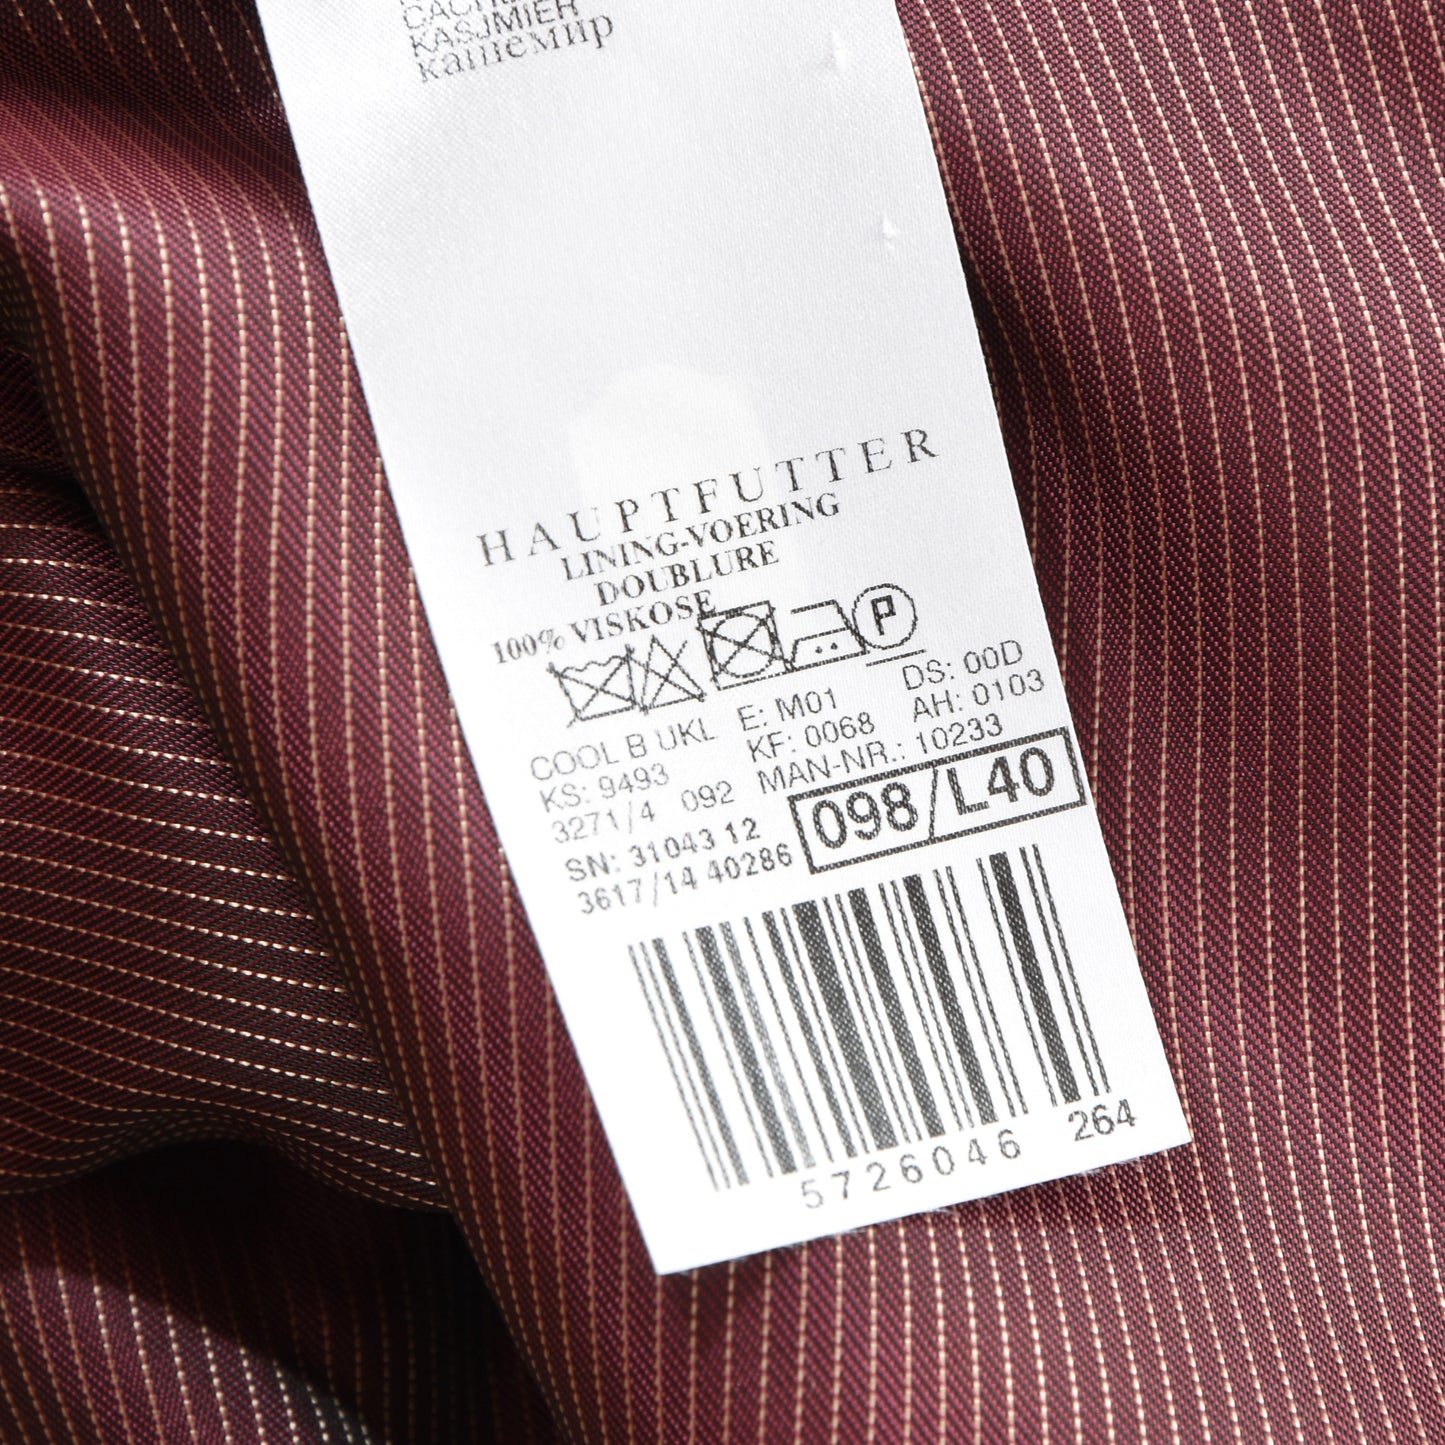 KASJMIER
кашемир
HAUPTFUTTER
LINING-VOERING
DOUBLURE
100% VISKOSE
P
COOL B UKL E: M01 DS: 00D
KS: 9493 KF: 0068 AH: 0103
3271/4 092 MAN-NR.: 10233
SN: 31043 12
3617/14 40286
098/L40
5726046 264